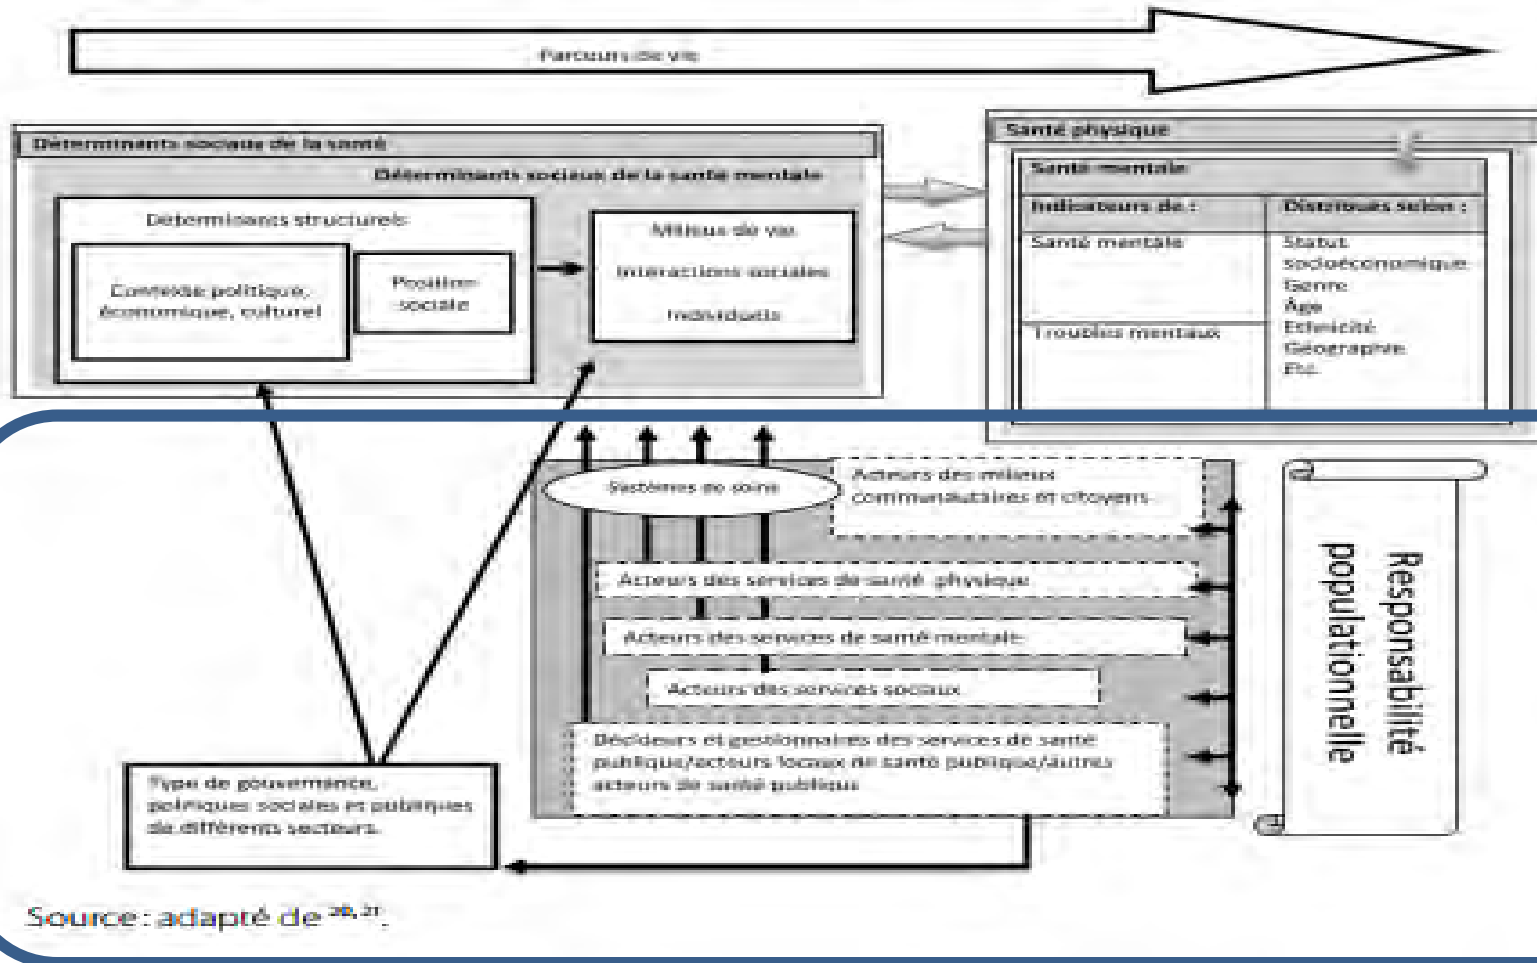 Parcours de vie
Déterminants sociaux de la santé
Déterminants sociaux de la santé mentale
Déterminants structurels
Contexte politique,
économique, culturel
Position
sociale
Milieux de vie
Interactions sociales
Individuels
Santé physique
Santé mentale
Indicateurs de :
Distribués selon :
Santé mentale
Troubles mentaux
Statut
socioéconomique
Genre
Âge
Ethnicité
Géographie
Etc.
Systèmes de soins
Acteurs des milieux
communautaires et citoyens
Acteurs des services de santé physique
Acteurs des services de santé mentale
Acteurs des services sociaux
Décideurs et gestionnaires des services de santé
publique/acteurs locaux de santé publique/autres
acteurs de santé publique
Responsabilité
populationnelle
Type de gouvernance,
politiques sociales et publiques
de différents secteurs.
Source : adapté de 20, 21.